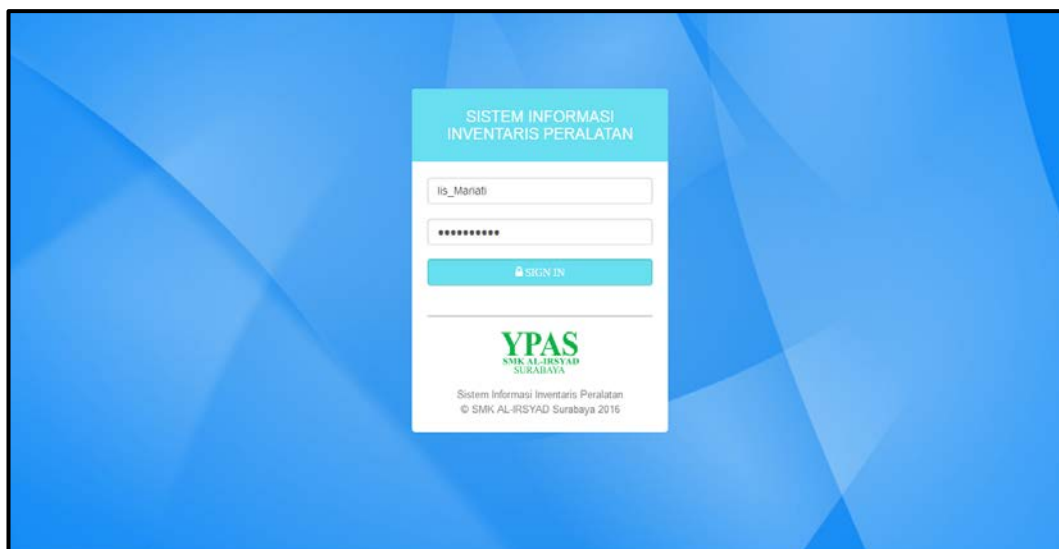 SISTEM INFORMASI
INVENTARIS PERALATAN
Iis_Mariati
••••••••••
SIGN IN
YPAS
SMK AL-IRSYAD
SURABAYA
Sistem Informasi Inventaris Peralatan
© SMK AL-IRSYAD Surabaya 2016